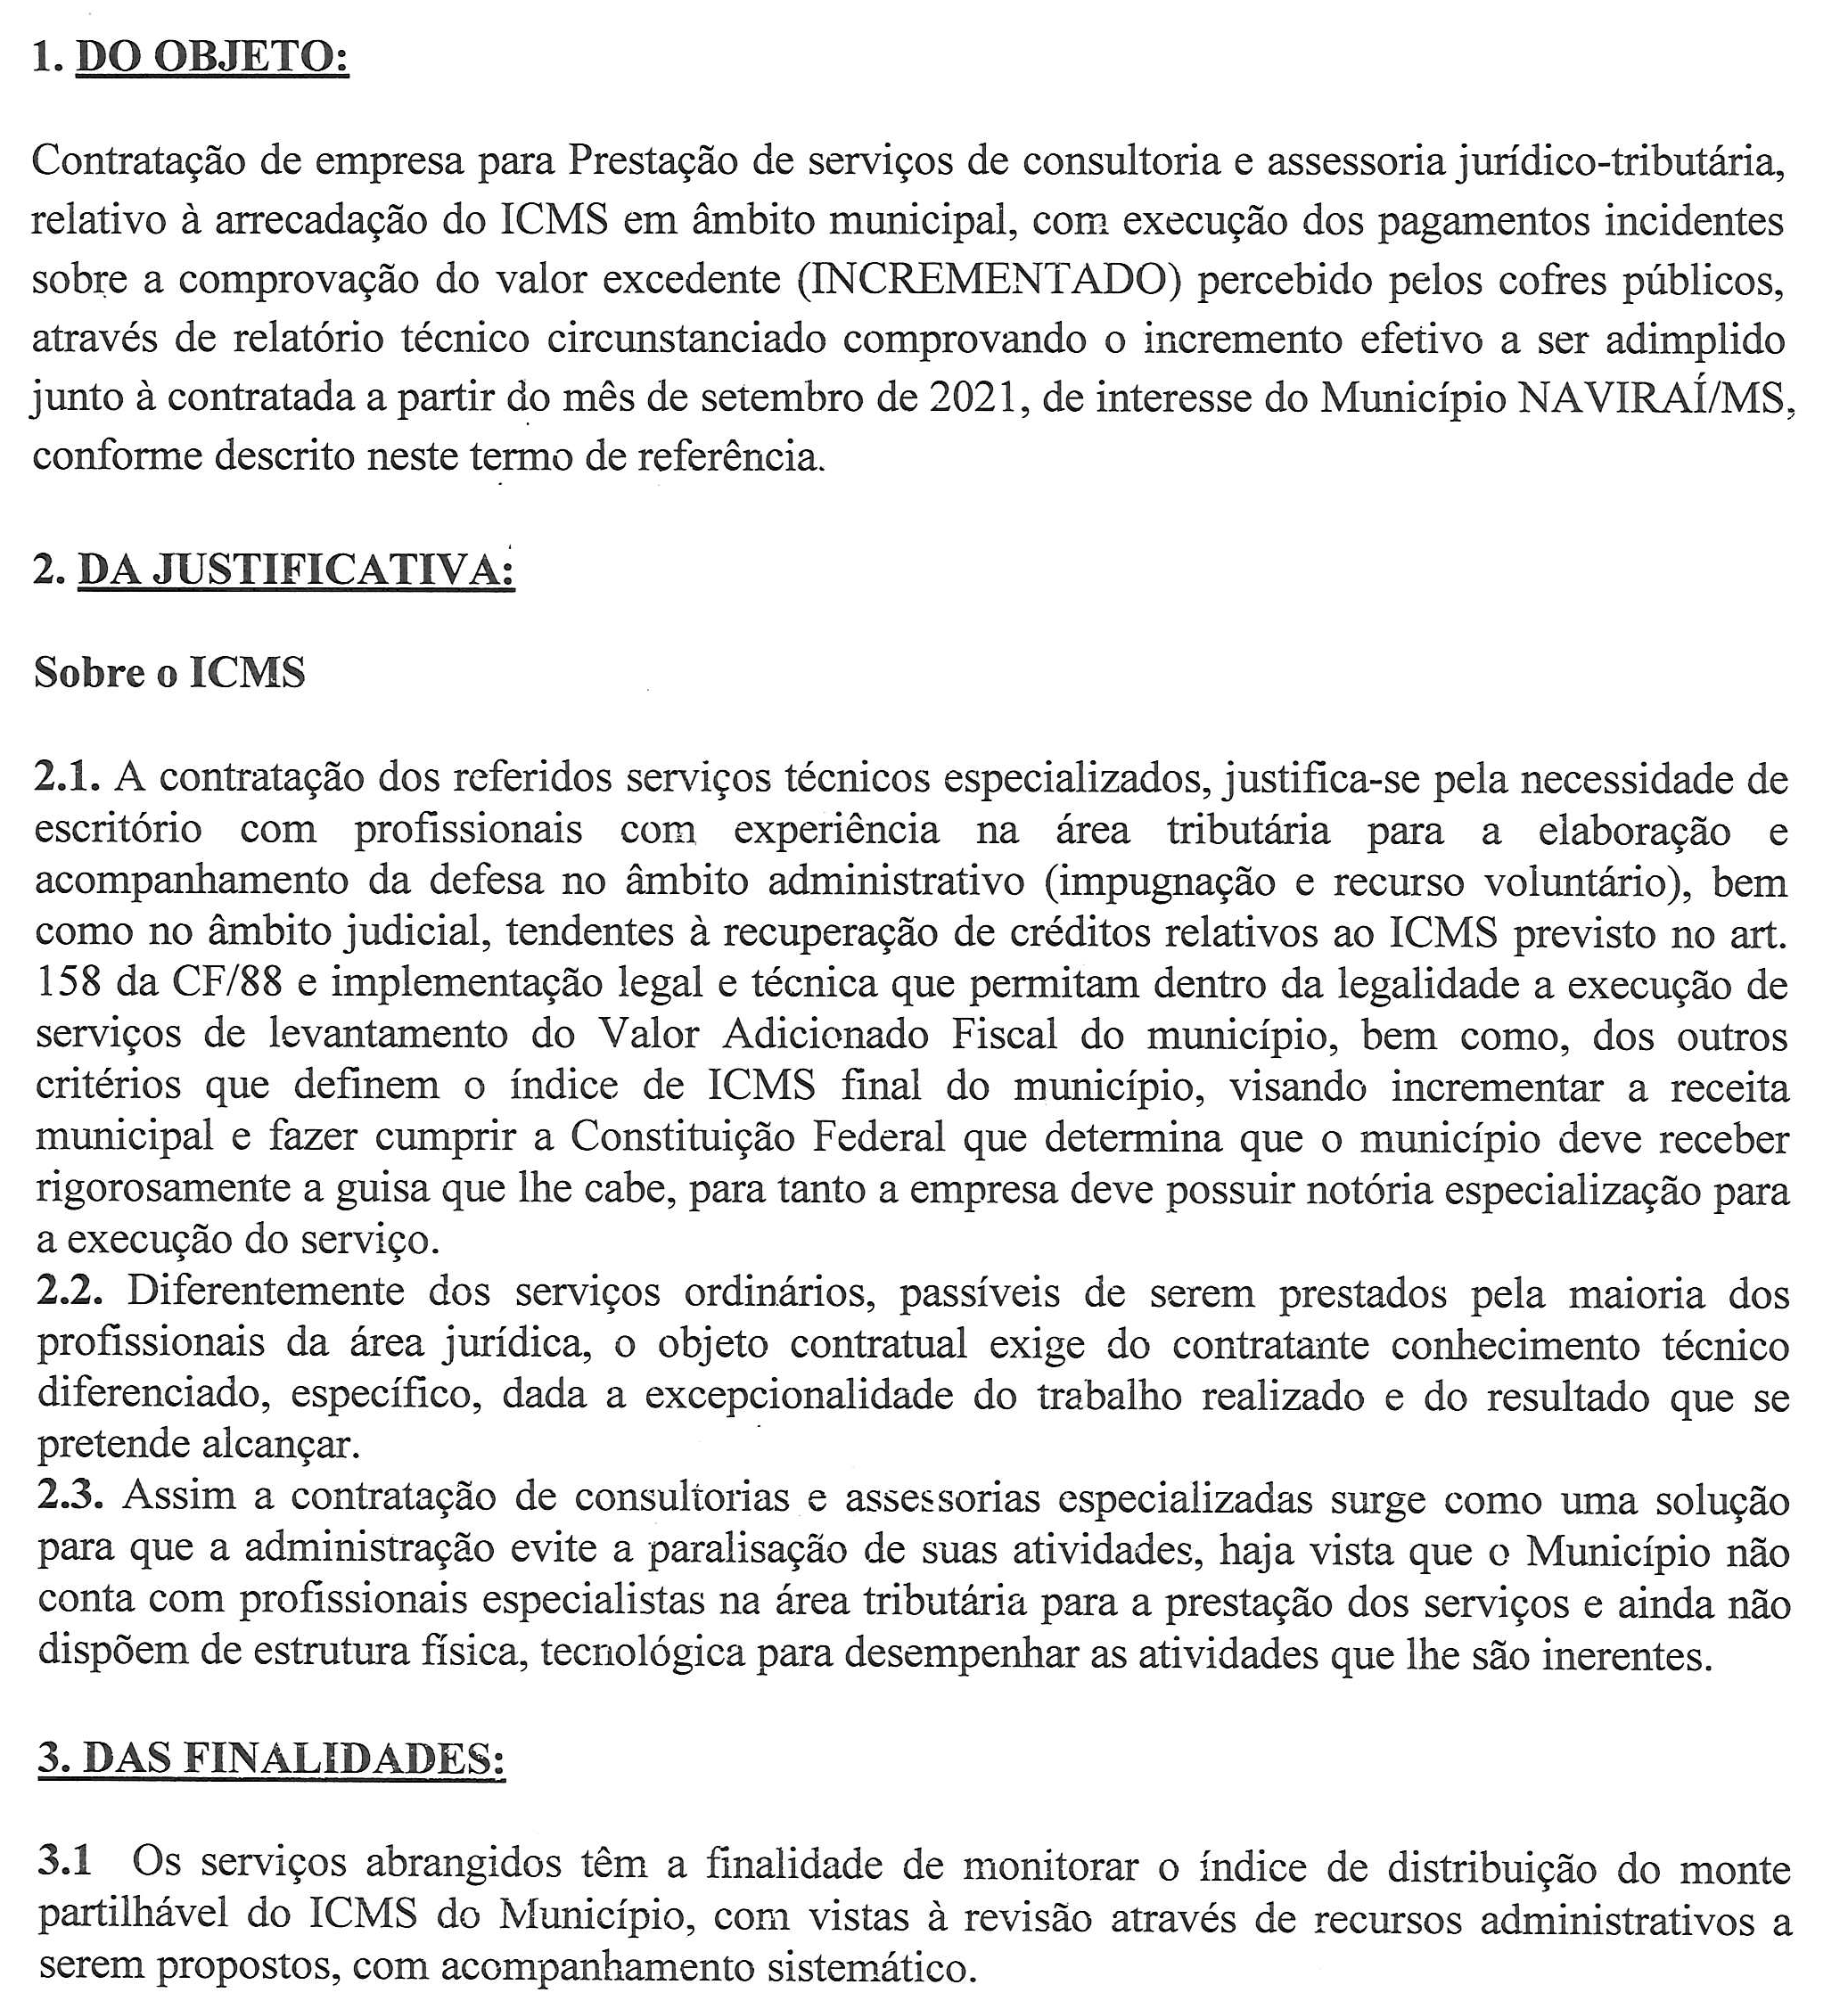 1. DO OBJETO:
Contratação de empresa para Prestação de serviços de consultoria e assessoria jurídico-tributária,
relativo à arrecadação do ICMS em âmbito municipal, com execução dos pagamentos incidentes
sobre a comprovação do valor excedente (INCREMENTADO) percebido pelos cofres públicos,
através de relatório técnico circunstanciado comprovando o incremento efetivo a ser adimplido
junto à contratada a partir do mês de setembro de 2021, de interesse do Município NAVIRAÍ/MS,
conforme descrito neste termo de referência.
2. DA JUSTIFICATIVA:
Sobre o ICMS
2.1. A contratação dos referidos serviços técnicos especializados, justifica-se pela necessidade de
escritório com profissionais com experiência na área tributária para a elaboração e
acompanhamento da defesa no âmbito administrativo (impugnação e recurso voluntário), bem
como no âmbito judicial, tendentes à recuperação de créditos relativos ao ICMS previsto no art.
158 da CF/88 e implementação legal e técnica que permitam dentro da legalidade a execução de
serviços de levantamento do Valor Adicionado Fiscal do município, bem como, dos outros
critérios que definem o índice de ICMS final do município, visando incrementar a receita
municipal e fazer cumprir a Constituição Federal que determina que o município deve receber
rigorosamente a guisa que lhe cabe, para tanto a empresa deve possuir notória especialização para
a execução do serviço.
2.2. Diferentemente dos serviços ordinários, passíveis de serem prestados pela maioria dos
profissionais da área jurídica, o objeto contratual exige do contratante conhecimento técnico
diferenciado, específico, dada a excepcionalidade do trabalho realizado e do resultado que se
pretende alcançar.
2.3. Assim a contratação de consultorias e assessorias especializadas surge como uma solução
para que a administração evite a paralisação de suas atividades, haja vista que o Município não
conta com profissionais especialistas na área tributária para a prestação dos serviços e ainda não
dispõem de estrutura física, tecnológica para desempenhar as atividades que lhe são inerentes.
3. DAS FINALIDADES:
3.1 Os serviços abrangidos têm a finalidade de monitorar o índice de distribuição do monte
partilhável do ICMS do Município, com vistas à revisão através de recursos administrativos a
serem propostos, com acompanhamento sistemático.